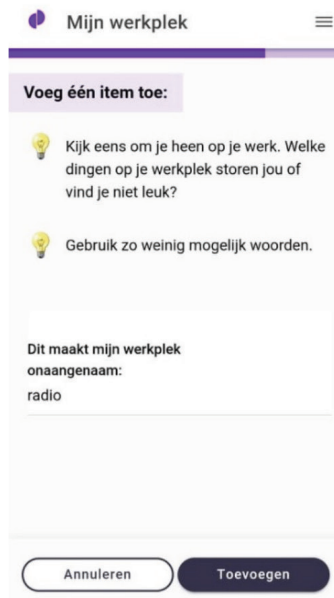 Mijn werkplek
Voeg één item toe:
Kijk eens om je heen op je werk. Welke
dingen op je werkplek storen jou of
vind je niet leuk?
Gebruik zo weinig mogelijk woorden.
Dit maakt mijn werkplek
onaangenaam:
radio
Annuleren
Toevoegen